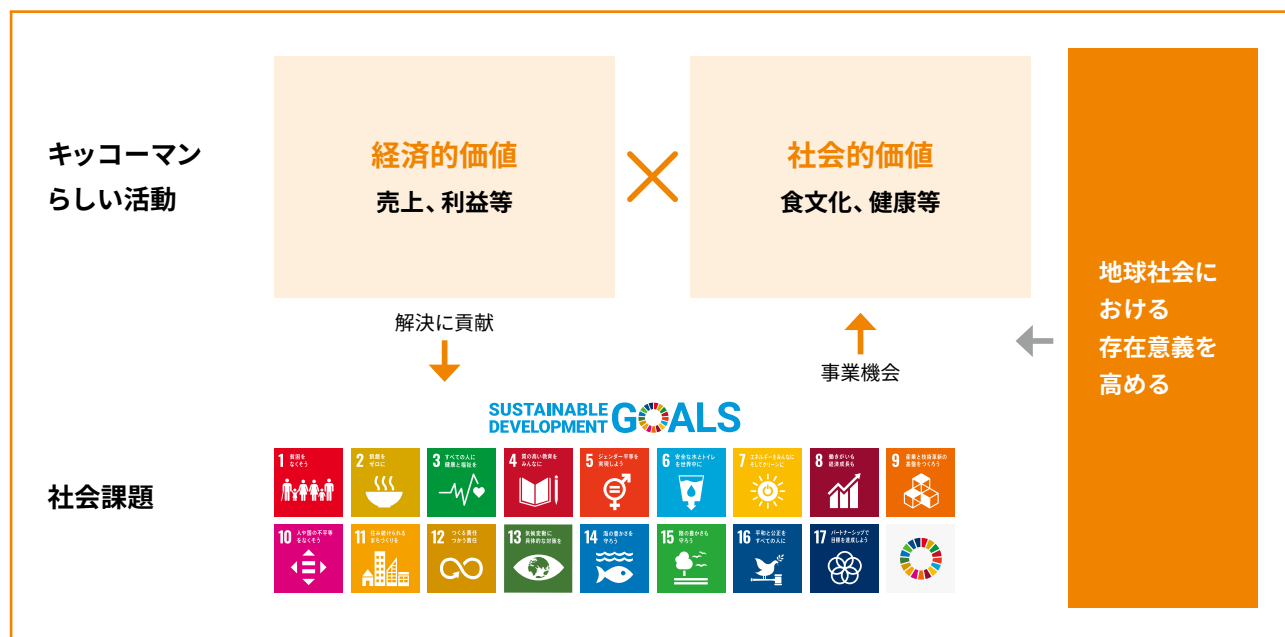 キッコーマン
らしい活動
経済的価値
売上、利益等
社会的価値
食文化、健康等
解決に貢献
事業機会
地球社会に
おける
存在意義を
高める
SUSTAINABLE
DEVELOPMENT
GOALS
社会課題
1 貧困を
なくそう
2 飢餓を
ゼロに
3 すべての人に
健康と福祉を
4 質の高い教育を
みんなに
5 ジェンダー平等を
実現しよう
6 安全な水とトイレ
を世界中に
7 エネルギーをみんなに
そしてクリーンに
8 働きがいも
経済成長も
9 産業と技術革新の
基盤をつくろう
10 人や国の不平等
をなくそう
11 住み続けられる
まちづくりを
12 つくる責任
つかう責任
13 気候変動に
具体的な対策を
14 海の豊かさを
守ろう
15 陸の豊かさも
守ろう
16 平和と公正を
すべての人に
17 パートナーシップで
目標を達成しよう